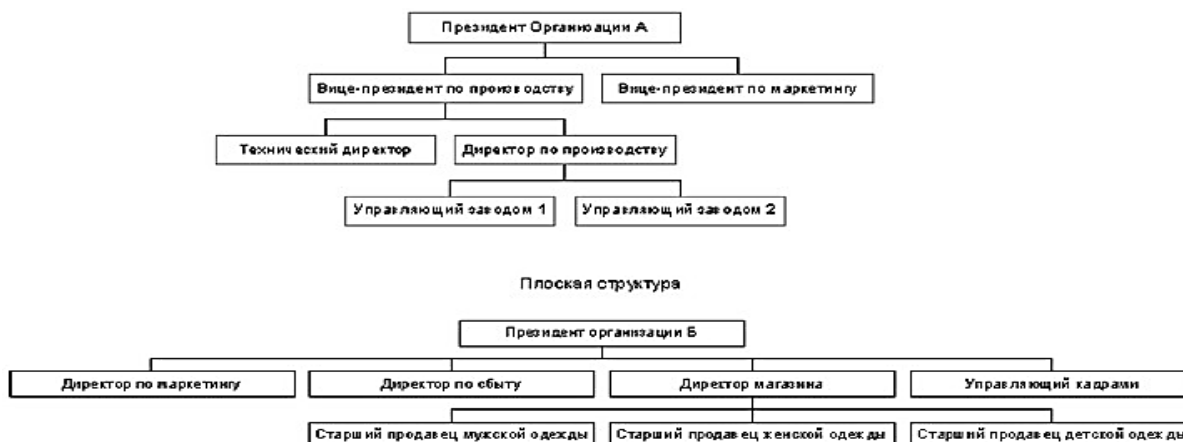 Президент Организации А
Вице-президент по производству
Вице-президент по маркетингу
Технический директор
Директор по производству
Управляющий заводом 1
Управляющий заводом 2
Плоская структура
Президент организации Б
Директор по маркетингу
Директор по сбыту
Директор магазина
Управляющий кадрами
Старший продавец мужской одежды
Старший продавец женской одежды
Старший продавец детской одежды